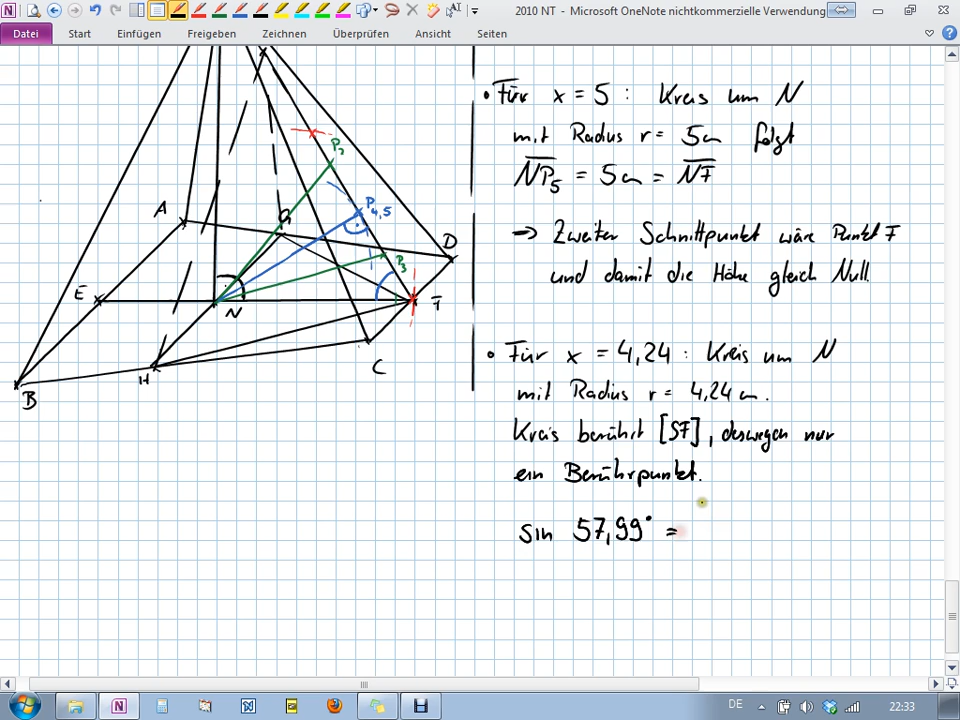 2010 NT - Microsoft OneNote nichtkommerzielle Verwendung
Datei Start Einfügen Freigeben Zeichnen Überprüfen Ansicht Seiten
A
B
C
D
E
F
G
H
N
P₅
P₄,₅
P₃
• Für x = 5 : Kreis um N
mit Radius r = 5cm folgt
NP₅ = 5cm = NF
→ Zweiter Schnittpunkt wäre Punkt F
und damit die Höhe gleich Null.
• Für x = 4,24 : Kreis um N
mit Radius r = 4,24 cm.
Kreis berührt [SF], deswegen nur
ein Berührpunkt.
sin 57,99° =
DE
22:33